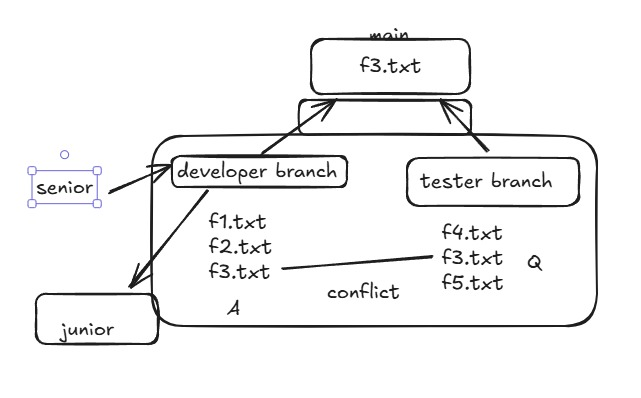 main
f3.txt
senior
developer branch
tester branch
f1.txt
f2.txt
f3.txt
f4.txt
f3.txt
f5.txt
Q
conflict
A
junior